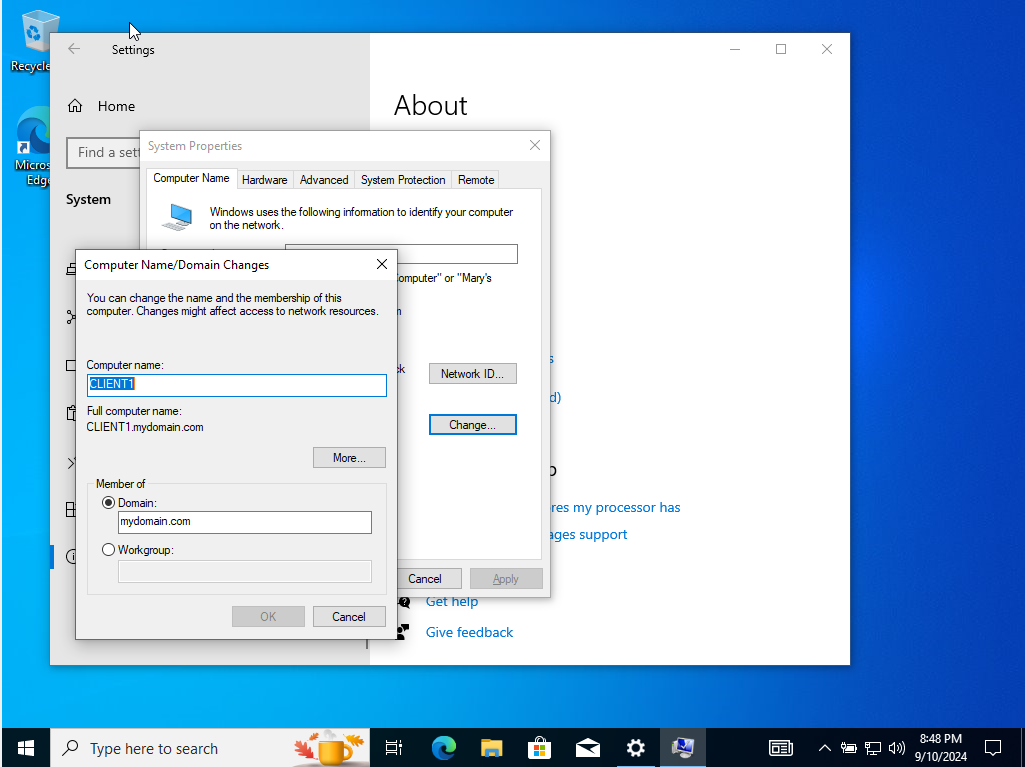 Recycle
Micros
Edge
Settings
Home
Find a sett
System
About
System Properties
Computer Name
Hardware
Advanced
System Protection
Remote
Windows uses the following information to identify your computer
on the network.
Computer" or "Mary's
Network ID...
Change...
Cancel
Apply
Computer Name/Domain Changes
You can change the name and the membership of this
computer. Changes might affect access to network resources.
Computer name:
CLIENT1
Full computer name:
CLIENT1.mydomain.com
More...
Member of
Domain:
mydomain.com
Workgroup:
OK
Cancel
d)
res my processor has
ages support
Get help
Give feedback
Type here to search
8:48 PM
9/10/2024